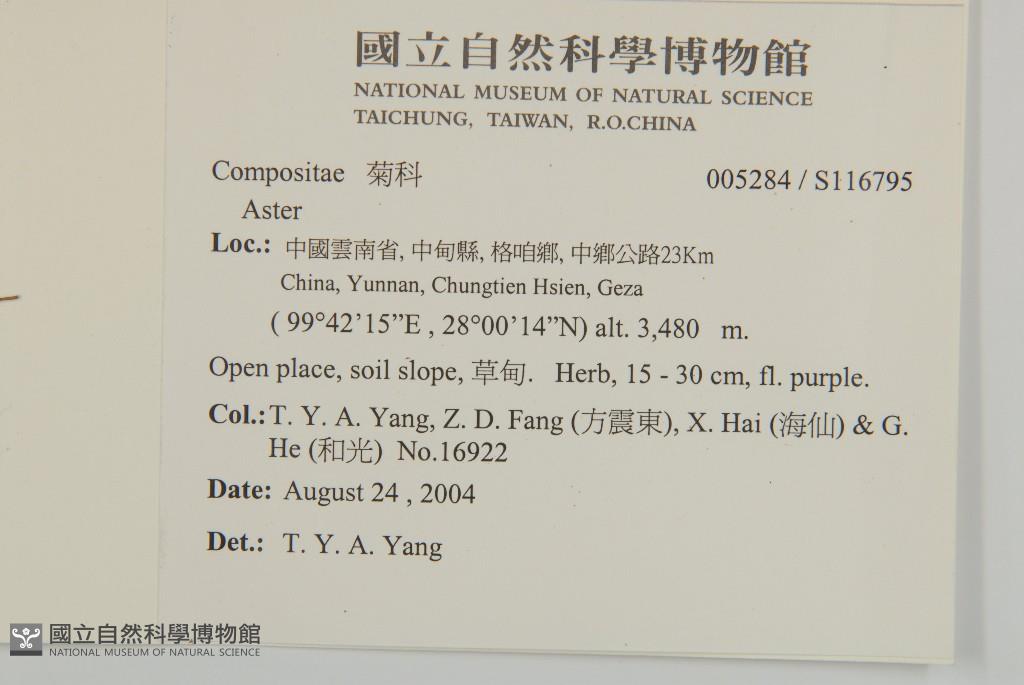 國立自然科學博物館
NATIONAL MUSEUM OF NATURAL SCIENCE
TAICHUNG, TAIWAN, R.O.CHINA
Compositae 菊科 005284 / S116795
Aster
Loc.: 中國雲南省, 中甸縣, 格咱鄉, 中鄉公路23Km
China, Yunnan, Chungtien Hsien, Geza
( 99°42’15”E , 28°00’14”N) alt. 3,480 m.
Open place, soil slope, 草甸. Herb, 15 - 30 cm, fl. purple.
Col.: T. Y. A. Yang, Z. D. Fang (方震東), X. Hai (海仙) & G.
He (和光) No.16922
Date: August 24 , 2004
Det.: T. Y. A. Yang
國立自然科學博物館
NATIONAL MUSEUM OF NATURAL SCIENCE